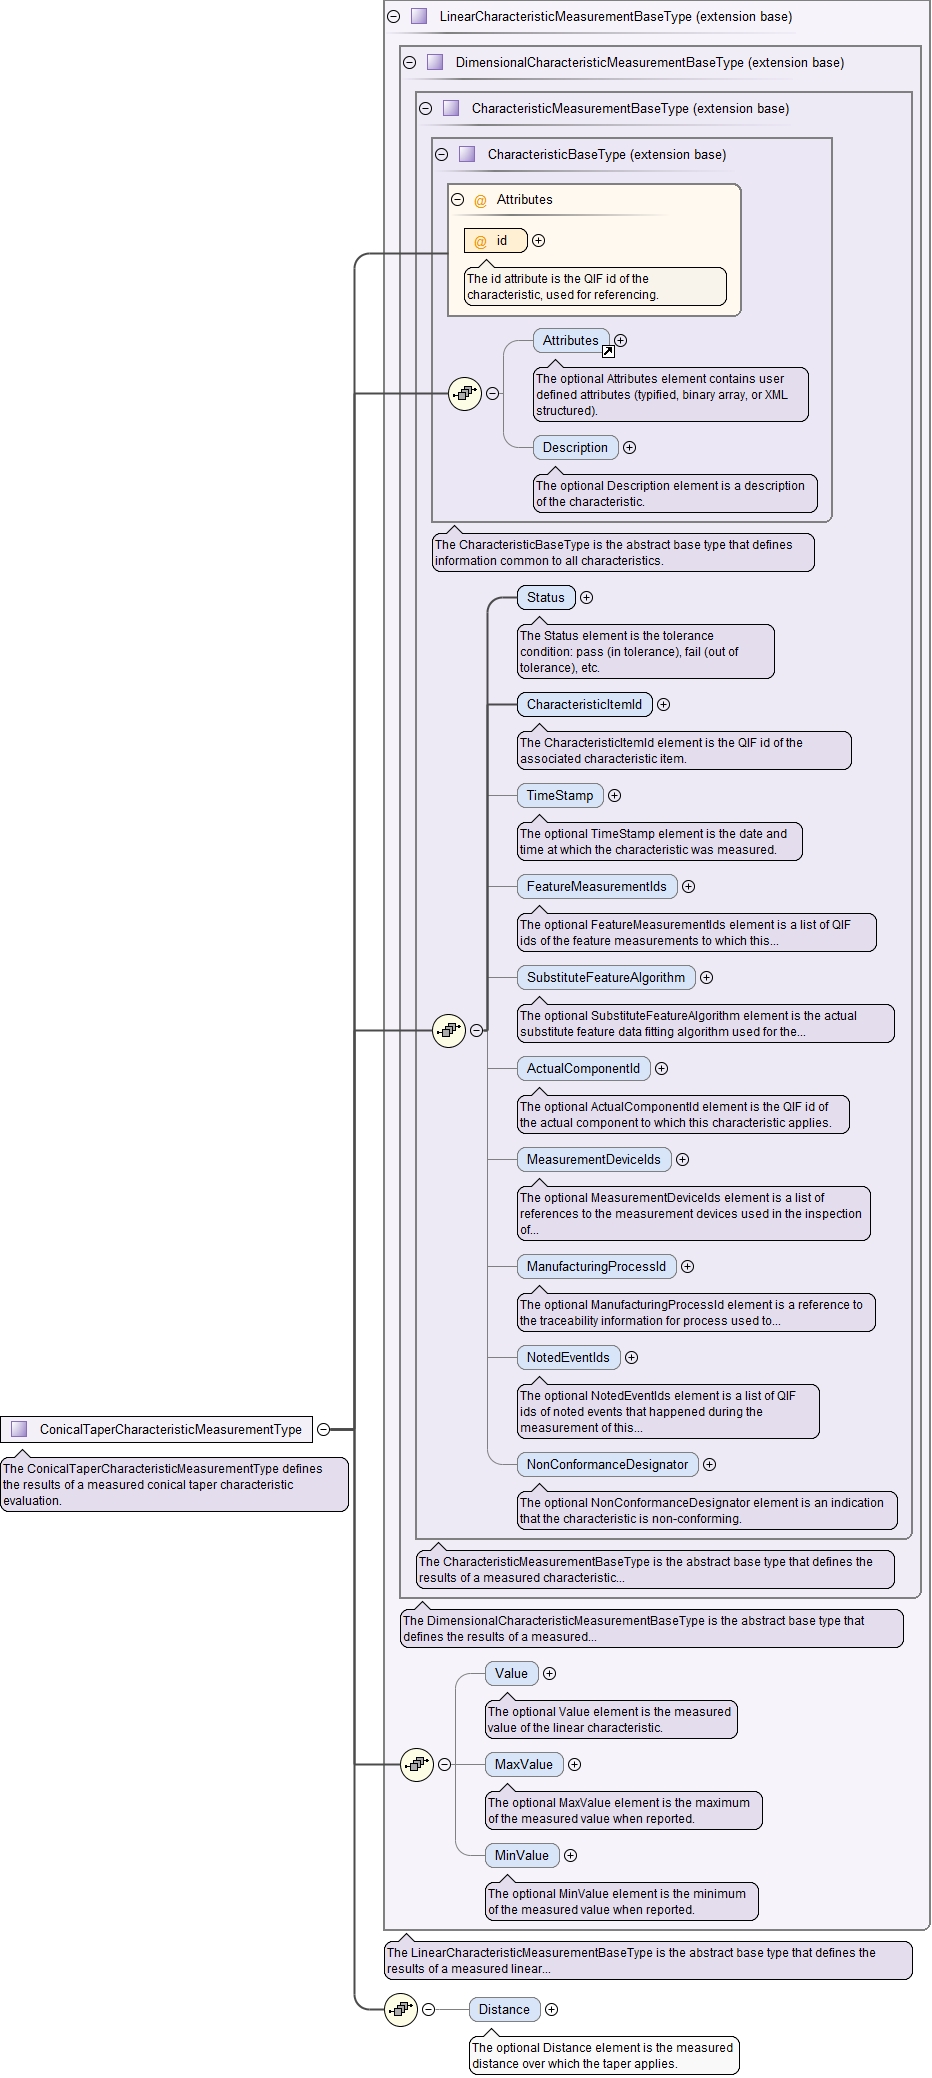 LinearCharacteristicMeasurementBaseType (extension base)
DimensionalCharacteristicMeasurementBaseType (extension base)
CharacteristicMeasurementBaseType (extension base)
CharacteristicBaseType (extension base)
@ Attributes
@ id
The id attribute is the QIF id of the
characteristic, used for referencing.
Attributes
The optional Attributes element contains user
defined attributes (typified, binary array, or XML
structured).
Description
The optional Description element is a description
of the characteristic.
The CharacteristicBaseType is the abstract base type that defines
information common to all characteristics.
Status
The Status element is the tolerance
condition: pass (in tolerance), fail (out of
tolerance), etc.
CharacteristicItemId
The CharacteristicItemId element is the QIF id of the
associated characteristic item.
TimeStamp
The optional TimeStamp element is the date and
time at which the characteristic was measured.
FeatureMeasurementIds
The optional FeatureMeasurementIds element is a list of QIF
ids of the feature measurements to which this...
SubstituteFeatureAlgorithm
The optional SubstituteFeatureAlgorithm element is the actual
substitute feature data fitting algorithm used for the...
ActualComponentId
The optional ActualComponentId element is the QIF id of
the actual component to which this characteristic applies.
MeasurementDeviceIds
The optional MeasurementDeviceIds element is a list of
references to the measurement devices used in the inspection
of...
ManufacturingProcessId
The optional ManufacturingProcessId element is a reference to
the traceability information for process used to...
NotedEventIds
The optional NotedEventIds element is a list of QIF
ids of noted events that happened during the
measurement of this...
ConicalTaperCharacteristicMeasurementType
The ConicalTaperCharacteristicMeasurementType defines
the results of a measured conical taper characteristic
evaluation.
NonConformanceDesignator
The optional NonConformanceDesignator element is an indication
that the characteristic is non-conforming.
The CharacteristicMeasurementBaseType is the abstract base type that defines the
results of a measured characteristic...
The DimensionalCharacteristicMeasurementBaseType is the abstract base type that
defines the results of a measured...
Value
The optional Value element is the measured
value of the linear characteristic.
MaxValue
The optional MaxValue element is the maximum
of the measured value when reported.
MinValue
The optional MinValue element is the minimum
of the measured value when reported.
The LinearCharacteristicMeasurementBaseType is the abstract base type that defines the
results of a measured linear...
Distance
The optional Distance element is the measured
distance over which the taper applies.